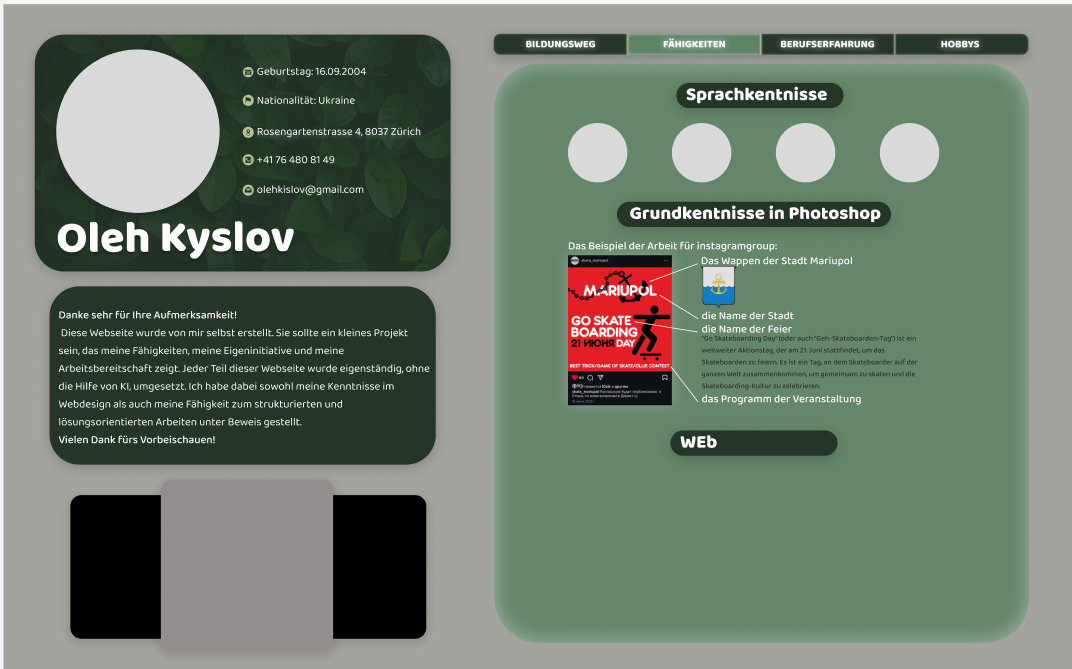 Geburtstag: 16.09.2004
Nationalität: Ukraine
Rosengartenstrasse 4, 8037 Zürich
+41 76 480 81 49
olehkislov@gmail.com
Oleh Kyslov
Danke sehr für Ihre Aufmerksamkeit!
Diese Webseite wurde von mir selbst erstellt. Sie sollte ein kleines Projekt
sein, das meine Fähigkeiten, meine Eigeninitiative und meine
Arbeitsbereitschaft zeigt. Jeder Teil dieser Webseite wurde eigenständig, ohne
die Hilfe von KI, umgesetzt. Ich habe dabei sowohl meine Kenntnisse im
Webdesign als auch meine Fähigkeit zum strukturierten und
lösungsorientierten Arbeiten unter Beweis gestellt.
Vielen Dank fürs Vorbeischauen!
BILDUNGSWEG FÄHIGKEITEN BERUFSERFAHRUNG HOBBYS
Sprachkentnisse
Grundkentnisse in Photoshop
Das Beispiel der Arbeit für instagramgroup:
skate_mariupol
MARIUPOL
GO SKATE
BOARDING
21 ИЮНЯ DAY
BEST TRICK/GAME OF SKATE/OLLIE CONTEST
Das Wappen der Stadt Mariupol
die Name der Stadt
die Name der Feier
"Go Skateboarding Day" (oder auch "Geh-Skateboarden-Tag") ist ein
weltweiter Aktionstag, der am 21. Juni stattfindet, um das
Skateboarden zu feiern. Es ist ein Tag, an dem Skateboarder auf der
ganzen Welt zusammenkommen, um gemeinsam zu skaten und die
Skateboarding-Kultur zu zelebrieren.
das Programm der Veranstaltung
WEb